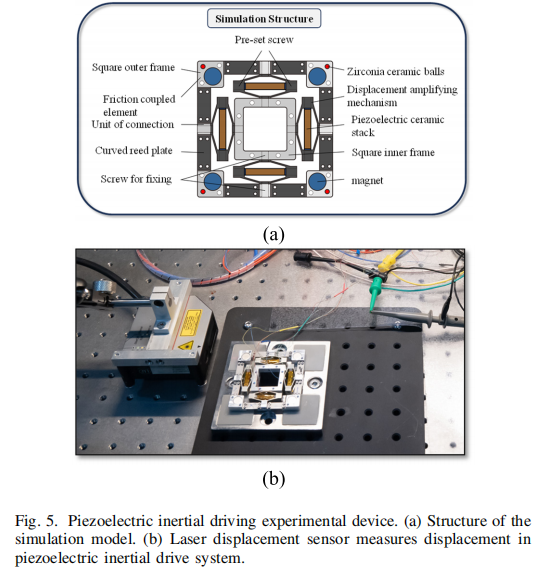 Simulation Structure
Pre-set screw
Square outer frame
Zirconia ceramic balls
Friction coupled
element
Displacement amplifying
mechanism
Unit of connection
Piezoelectric ceramic
stack
Curved reed plate
Square inner frame
Screw for fixing
magnet
(a)
(b)
Fig. 5. Piezoelectric inertial driving experimental device. (a) Structure of the
simulation model. (b) Laser displacement sensor measures displacement in
piezoelectric inertial drive system.